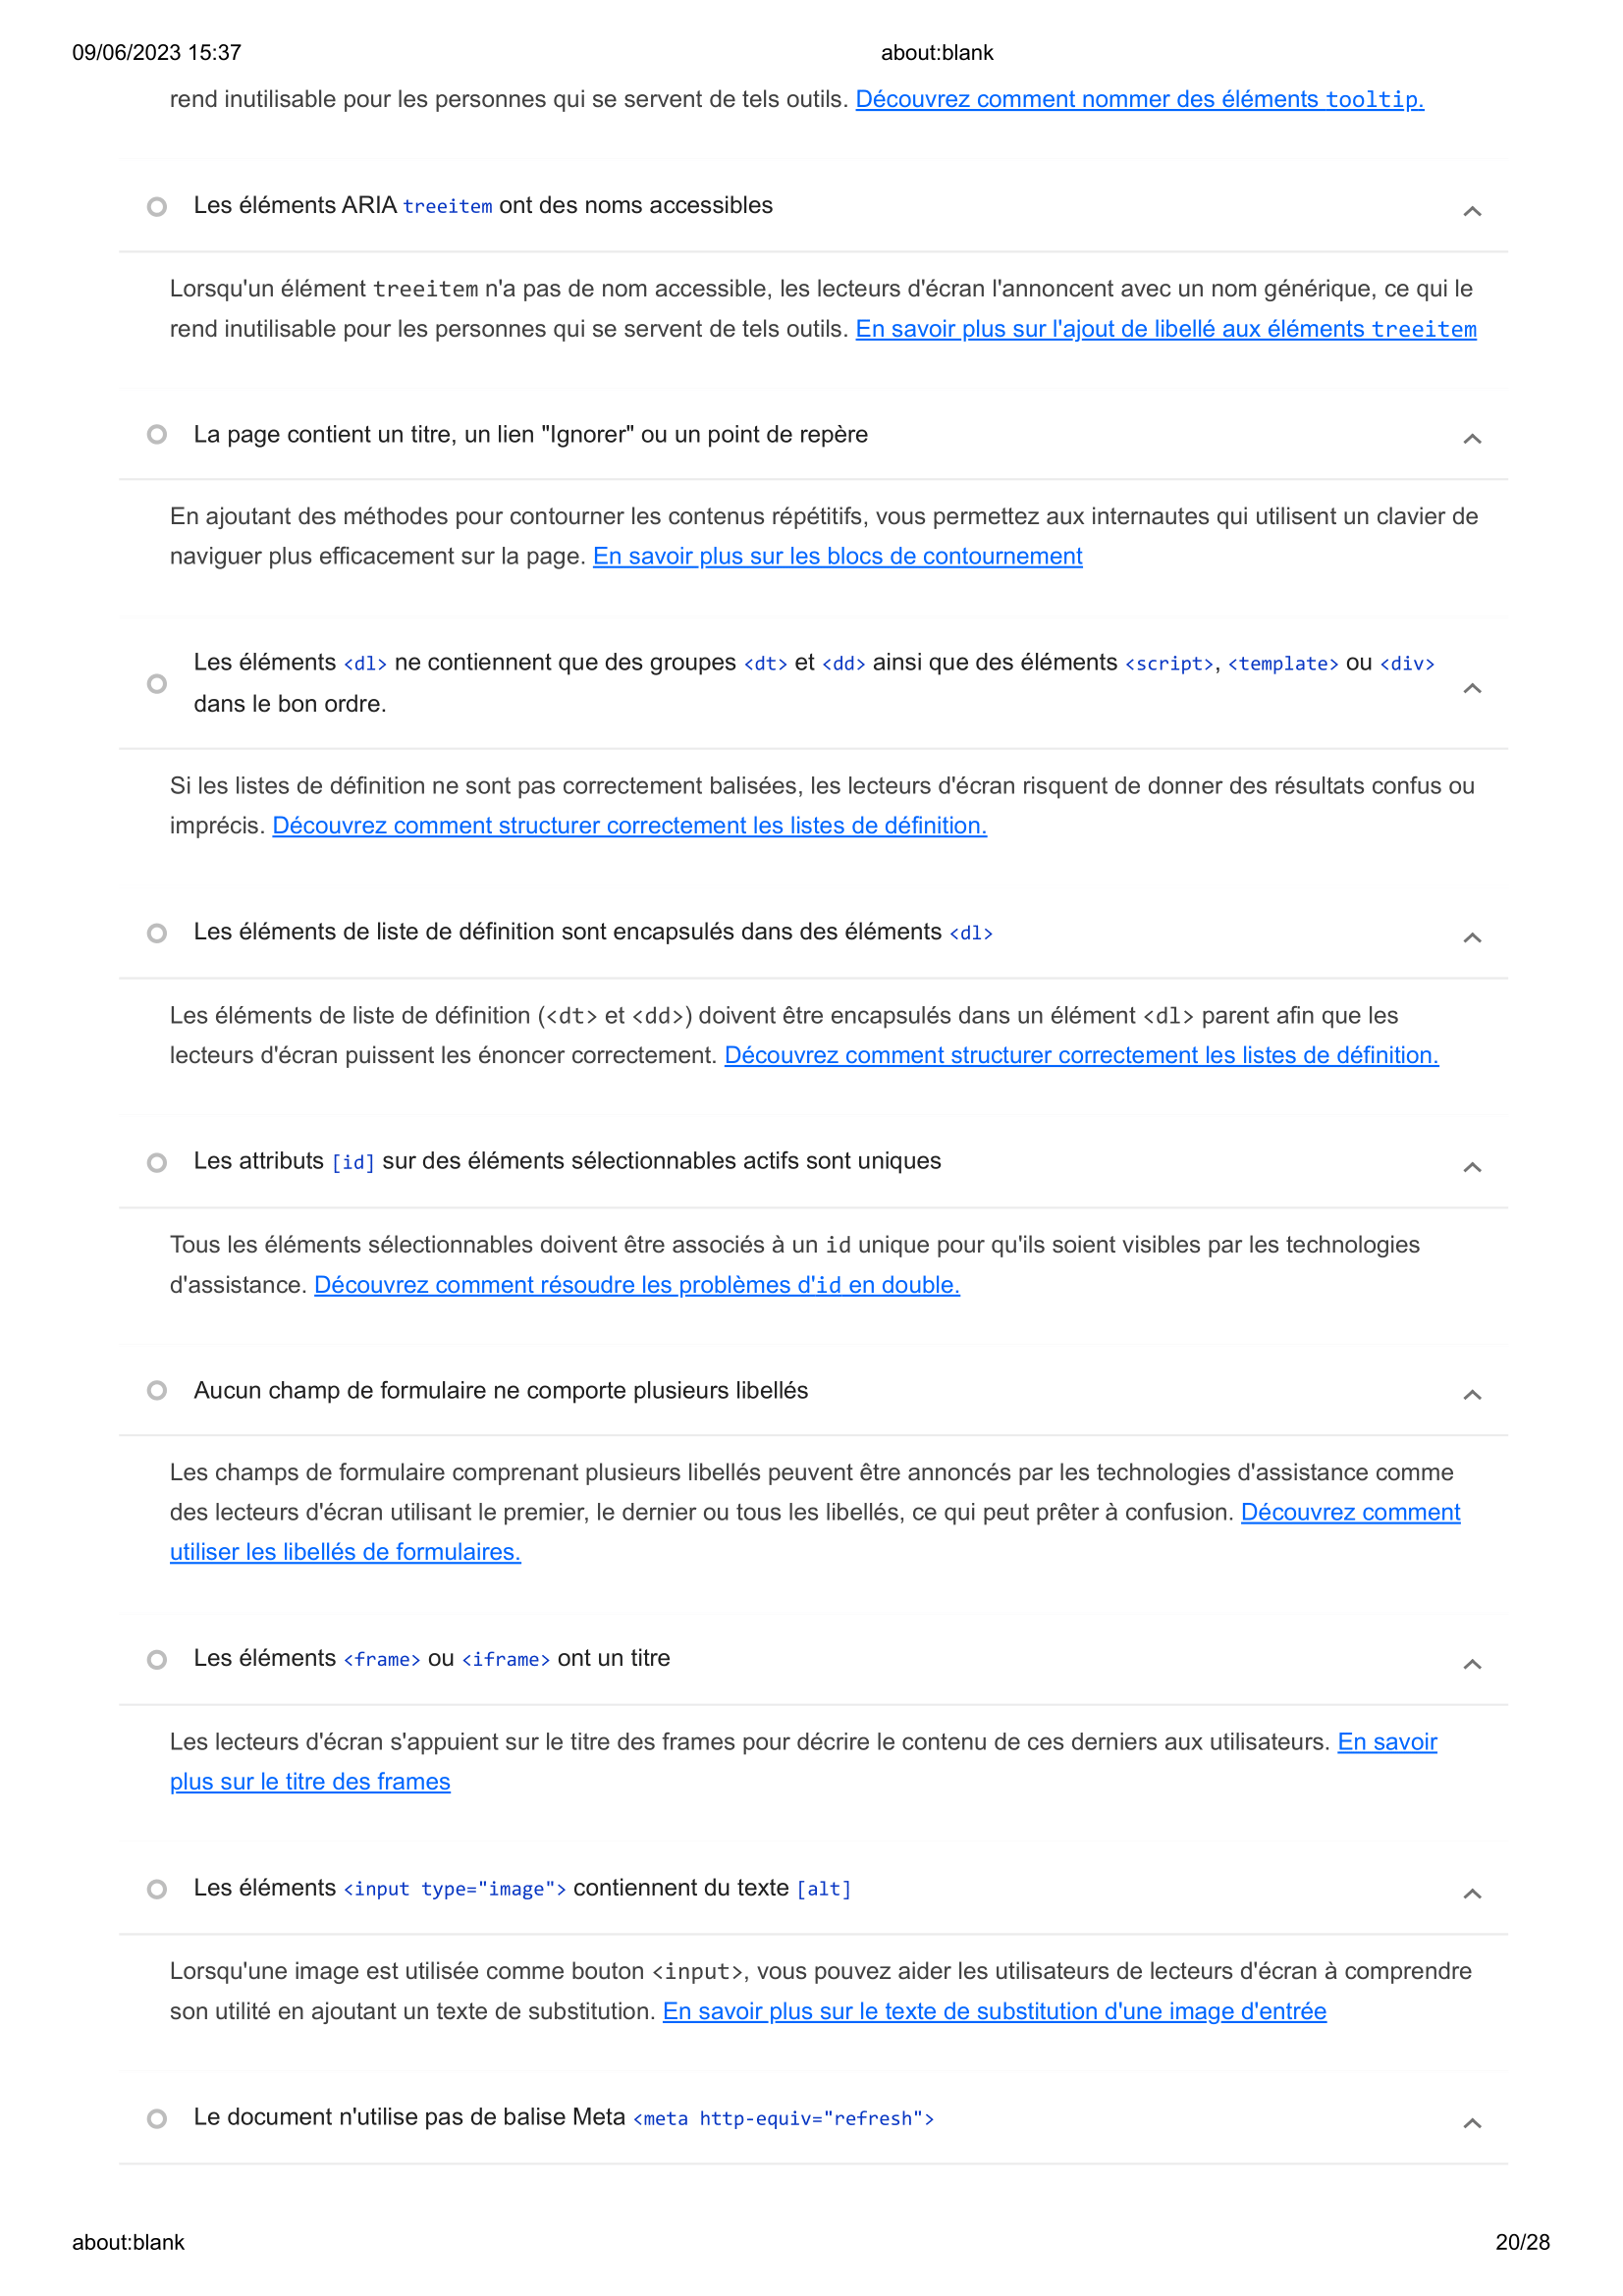 09/06/2023 15:37
about:blank
rend inutilisable pour les personnes qui se servent de tels outils. Découvrez comment nommer des éléments tooltip.
Les éléments ARIA treeitem ont des noms accessibles
Lorsqu'un élément treeitem n'a pas de nom accessible, les lecteurs d'écran l'annoncent avec un nom générique, ce qui le
rend inutilisable pour les personnes qui se servent de tels outils. En savoir plus sur l'ajout de libellé aux éléments treeitem
La page contient un titre, un lien "Ignorer" ou un point de repère
En ajoutant des méthodes pour contourner les contenus répétitifs, vous permettez aux internautes qui utilisent un clavier de
naviguer plus efficacement sur la page. En savoir plus sur les blocs de contournement
Les éléments <dl> ne contiennent que des groupes <dt> et <dd> ainsi que des éléments <script>, <template> ou <div>
dans le bon ordre.
Si les listes de définition ne sont pas correctement balisées, les lecteurs d'écran risquent de donner des résultats confus ou
imprécis. Découvrez comment structurer correctement les listes de définition.
Les éléments de liste de définition sont encapsulés dans des éléments <dl>
Les éléments de liste de définition (<dt> et <dd>) doivent être encapsulés dans un élément <dl> parent afin que les
lecteurs d'écran puissent les énoncer correctement. Découvrez comment structurer correctement les listes de définition.
Les attributs [id] sur des éléments sélectionnables actifs sont uniques
Tous les éléments sélectionnables doivent être associés à un id unique pour qu'ils soient visibles par les technologies
d'assistance. Découvrez comment résoudre les problèmes d'id en double.
Aucun champ de formulaire ne comporte plusieurs libellés
Les champs de formulaire comprenant plusieurs libellés peuvent être annoncés par les technologies d'assistance comme
des lecteurs d'écran utilisant le premier, le dernier ou tous les libellés, ce qui peut prêter à confusion. Découvrez comment
utiliser les libellés de formulaires.
Les éléments <frame> ou <iframe> ont un titre
Les lecteurs d'écran s'appuient sur le titre des frames pour décrire le contenu de ces derniers aux utilisateurs. En savoir
plus sur le titre des frames
Les éléments <input type="image"> contiennent du texte [alt]
Lorsqu'une image est utilisée comme bouton <input>, vous pouvez aider les utilisateurs de lecteurs d'écran à comprendre
son utilité en ajoutant un texte de substitution. En savoir plus sur le texte de substitution d'une image d'entrée
Le document n'utilise pas de balise Meta <meta http-equiv="refresh">
about:blank
20/28